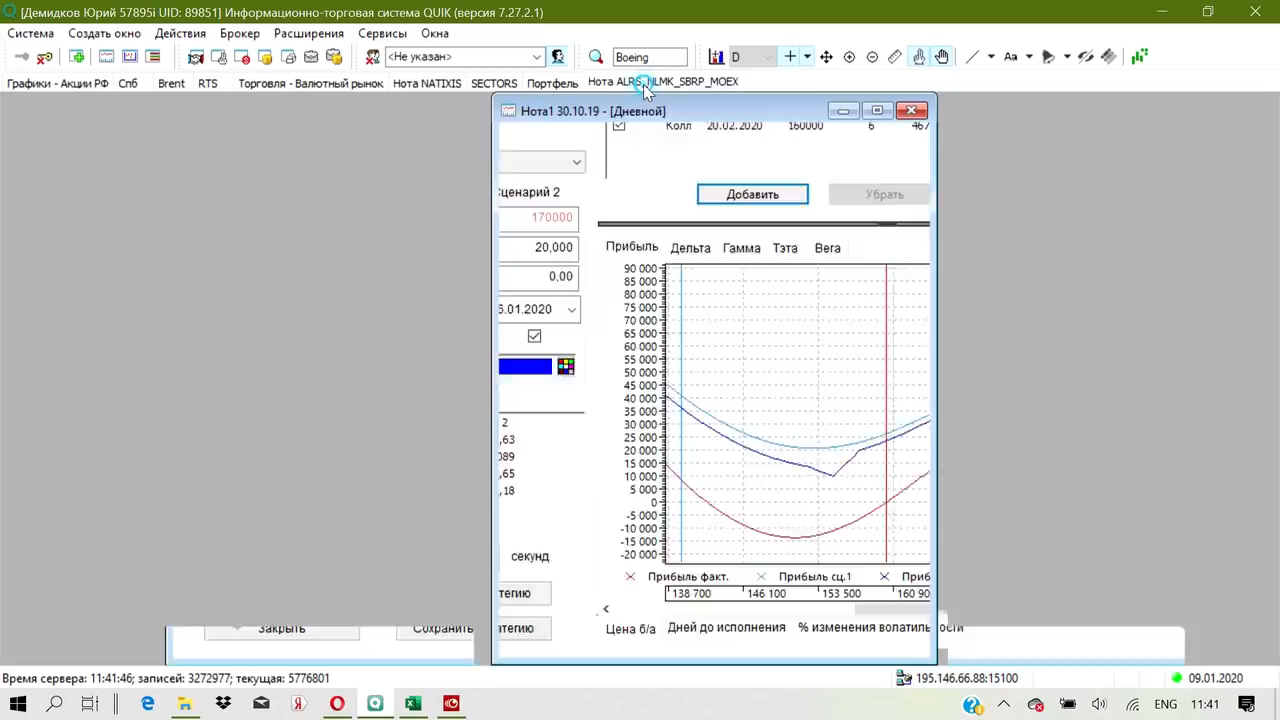 [Демидков Юрий 57895i UID: 89851] Информационно-торговая система QUIK (версия 7.27.2.1)
Система Создать окно Действия Брокер Расширения Сервисы Окна
<Не указан> Boeing D Aa
Графики - Акции РФ Спб Brent RTS Торговля - Валютный рынок Нота NATIXIS SECTORS Портфель Нота ALRS_NLMK_SBRP_MOEX
Нота1 30.10.19 - [Дневной]
Колл 20.02.2020 160000 6 467
Сценарий 2
Добавить Убрать
170000
20,000
Прибыль Дельта Гамма Тэта Вега
0,00
6.01.2020
90 000
85 000
80 000
75 000
70 000
65 000
60 000
55 000
50 000
45 000
40 000
35 000
30 000
25 000
20 000
15 000
10 000
5 000
0
-5 000
-10 000
-15 000
-20 000
2
,63
089
,65
,18
секунд
Прибыль факт. Прибыль сц.1 Приб
тегию
138 700 146 100 153 500 160 90
Закрыть Сохранить
атегию
Цена б/а Дней до исполнения % изменения волатильности
Время сервера: 11:41:46; записей: 3272977; текущая: 5776801 195.146.66.88:15100 09.01.2020
ENG 11:41